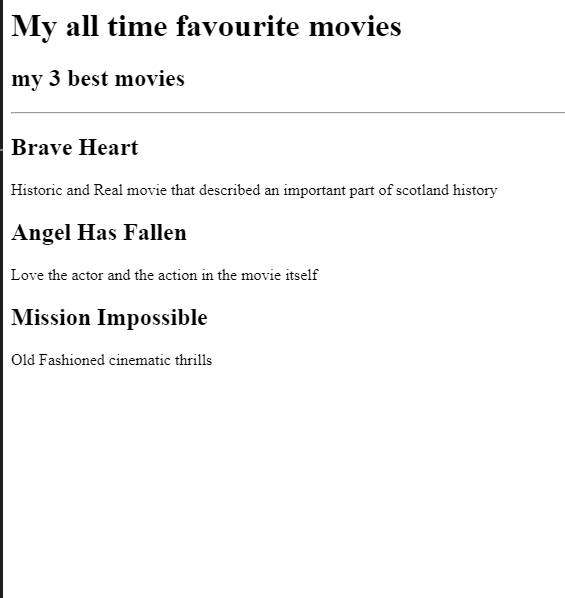 My all time favourite movies
my 3 best movies
Brave Heart
Historic and Real movie that described an important part of scotland history
Angel Has Fallen
Love the actor and the action in the movie itself
Mission Impossible
Old Fashioned cinematic thrills